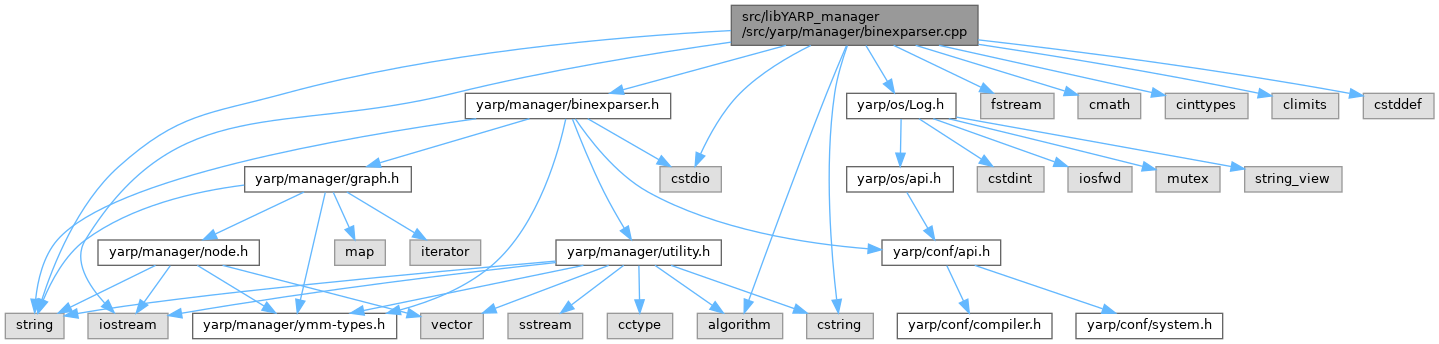 src/libYARP_manager
/src/yarp/manager/binexparser.cpp
yarp/manager/binexparser.h
yarp/os/Log.h
fstream
cmath
cinttypes
climits
cstddef
yarp/manager/graph.h
cstdio
yarp/os/api.h
cstdint
iosfwd
mutex
string_view
yarp/manager/node.h
map
iterator
yarp/manager/utility.h
yarp/conf/api.h
string
iostream
yarp/manager/ymm-types.h
vector
sstream
cctype
algorithm
cstring
yarp/conf/compiler.h
yarp/conf/system.h